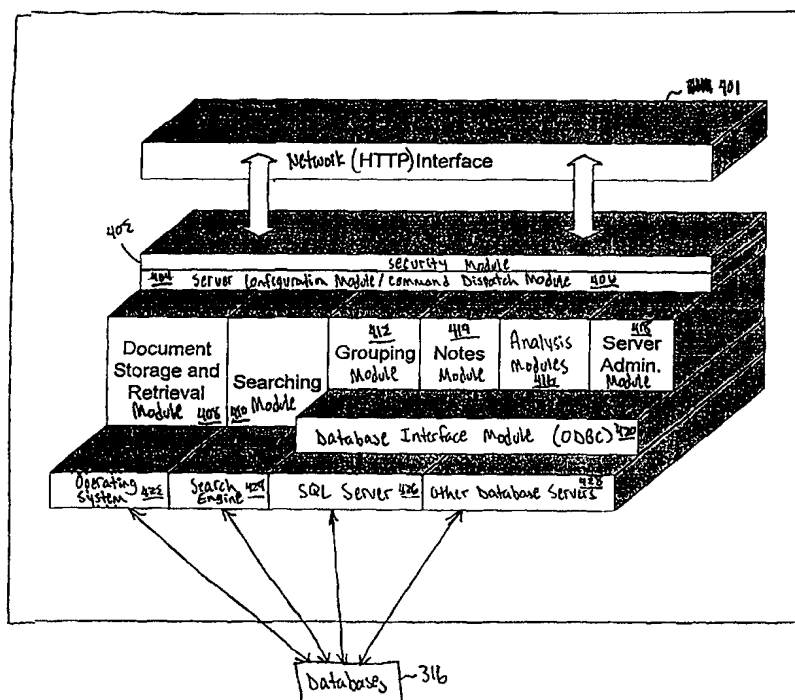 401
Network (HTTP) Interface
402
Security Module
404 Server Configuration Module/Command Dispatch Module 406
Document
Storage and
Retrieval
Module 408
Searching
410 Module
412
Grouping
Module
414
Notes
Module
Analysis
Modules
416
418
Server
Admin.
Module
Database Interface Module (ODBC) 420
Operating
System 422
Search
Engine 424
SQL Server 426
Other Database Servers 428
Databases
316